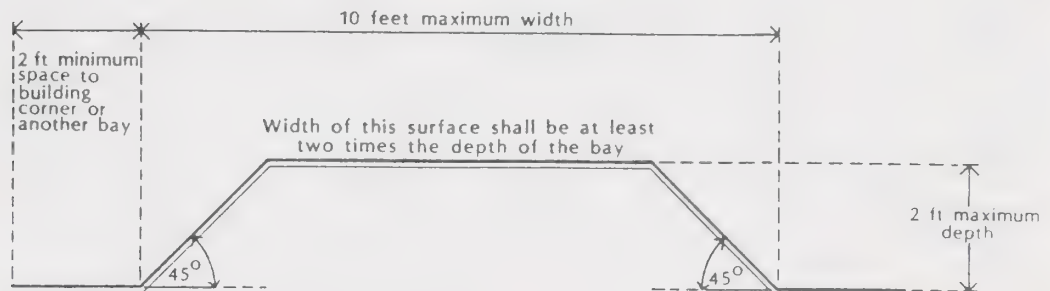 10 feet maximum width
2 ft minimum
space to
building
corner or
another bay
Width of this surface shall be at least
two times the depth of the bay
2 ft maximum
depth
45°
45°